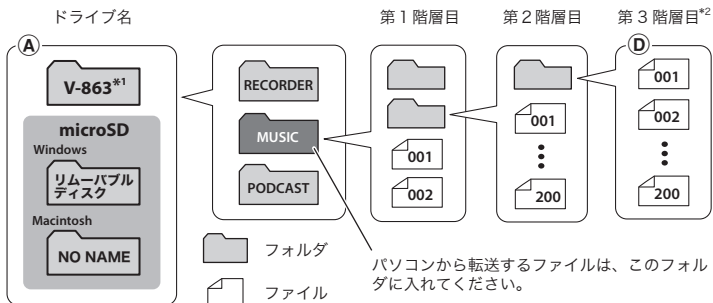 ドライブ名
第1階層目
第2階層目
第3階層目*2
A
V-863*1
microSD
Windows
リムーバブル
ディスク
Macintosh
NO NAME
RECORDER
MUSIC
PODCAST
001
002
001
200
D
001
002
200
フォルダ
ファイル
パソコンから転送するファイルは、このフォル
ダに入れてください。